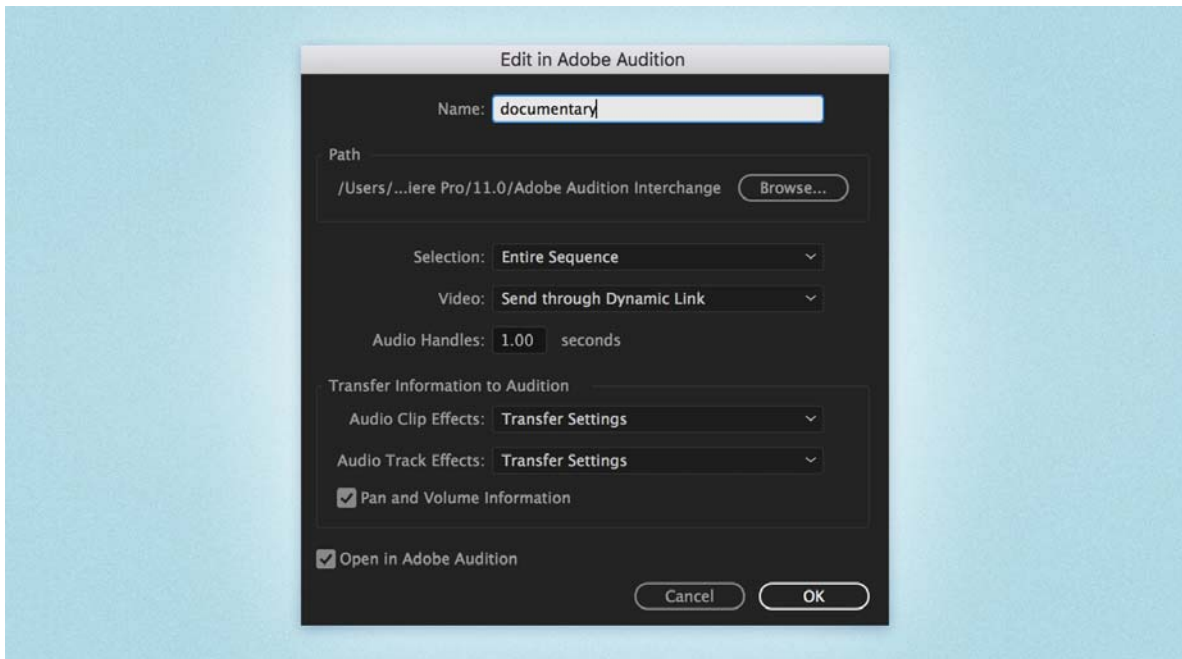 Edit in Adobe Audition
Name: documentary
Path
/Users/...iere Pro/11.0/Adobe Audition Interchange Browse...
Selection: Entire Sequence
Video: Send through Dynamic Link
Audio Handles: 1.00 seconds
Transfer Information to Audition
Audio Clip Effects: Transfer Settings
Audio Track Effects: Transfer Settings
Pan and Volume Information
Open in Adobe Audition
Cancel OK